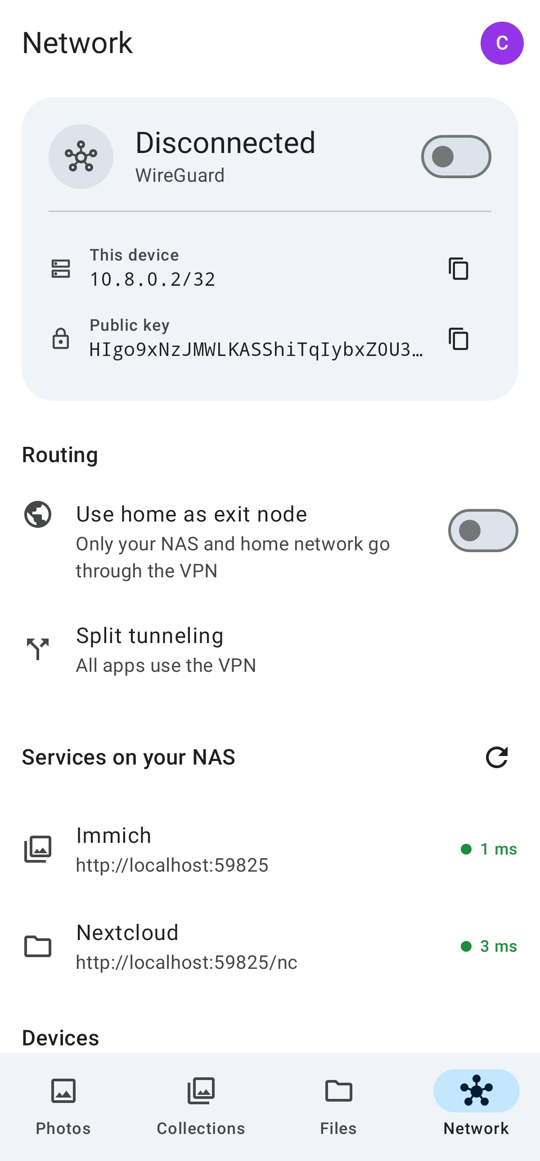 Network
C
Disconnected
WireGuard
This device
10.8.0.2/32
Public key
HIgo9xNzJMWLKASShiTqIybxZ0U3…
Routing
Use home as exit node
Only your NAS and home network go
through the VPN
Split tunneling
All apps use the VPN
Services on your NAS
Immich
1 ms
http://localhost:59825
Nextcloud
3 ms
http://localhost:59825/nc
Devices
Photos
Collections
Files
Network